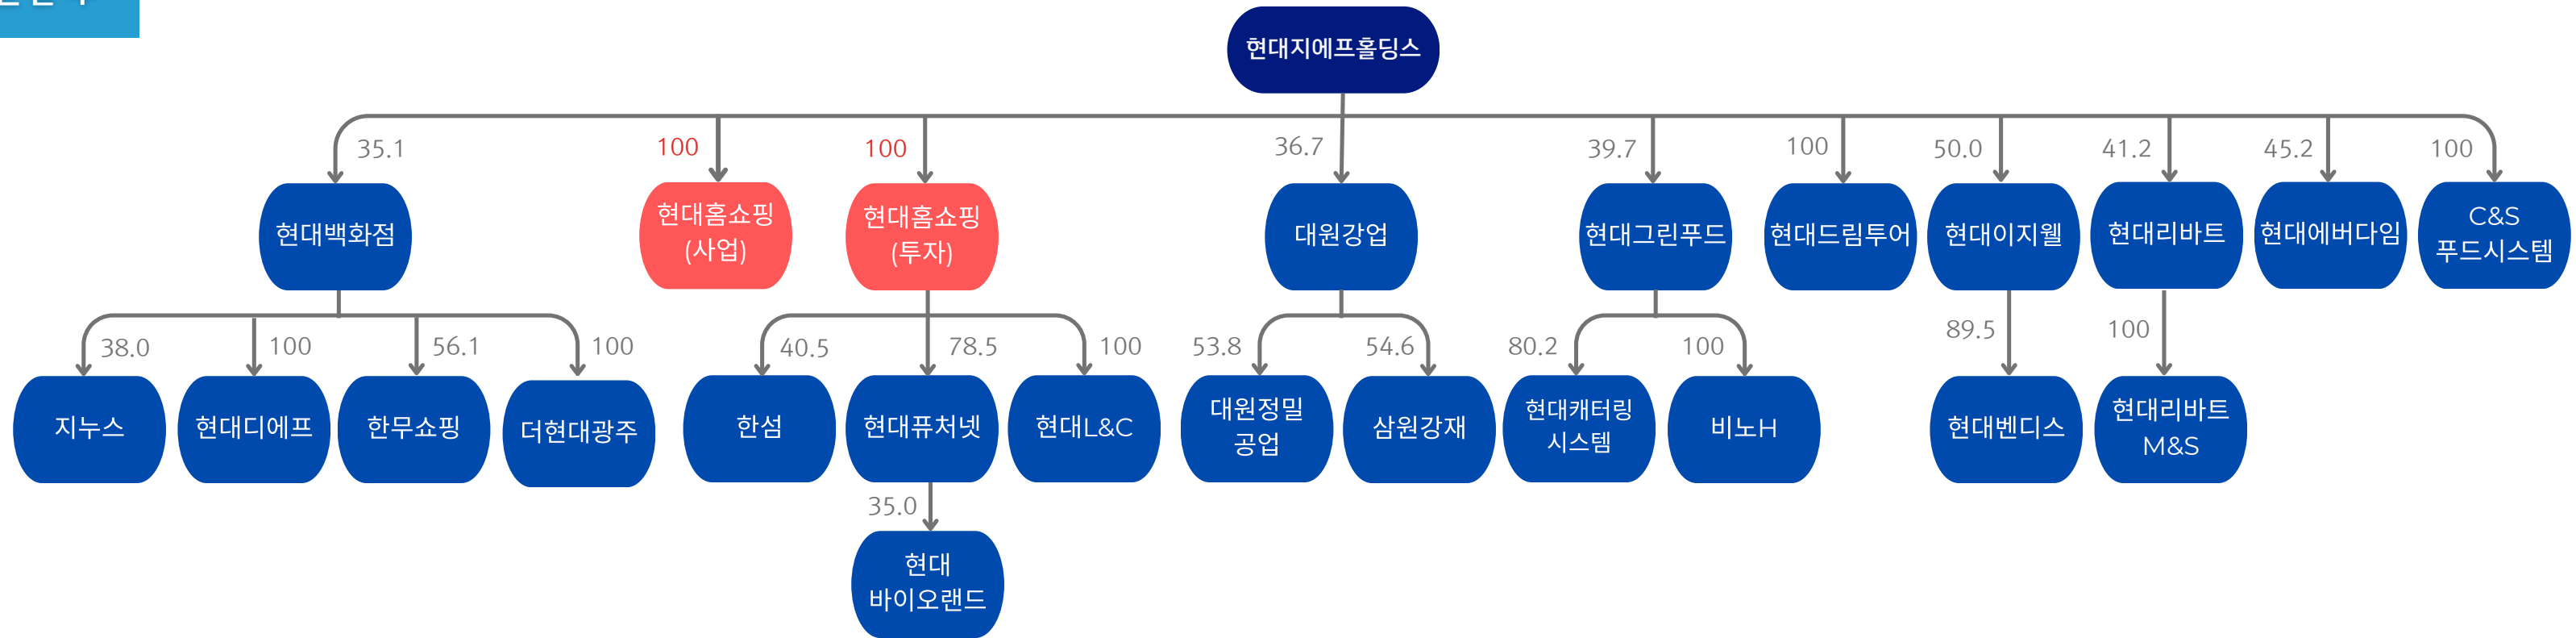 현대지에프홀딩스
35.1
100
100
36.7
39.7
100
50.0
41.2
45.2
100
현대백화점
현대홈쇼핑
(사업)
현대홈쇼핑
(투자)
대원강업
현대그린푸드
현대드림투어
현대이지웰
현대리바트
현대에버다임
C&S
푸드시스템
38.0
100
56.1
100
40.5
78.5
100
53.8
54.6
80.2
100
89.5
100
지누스
현대디에프
한무쇼핑
더현대광주
한섬
현대퓨처넷
현대L&C
대원정밀
공업
삼원강재
현대캐터링
시스템
비노H
현대벤디스
현대리바트
M&S
35.0
현대
바이오랜드